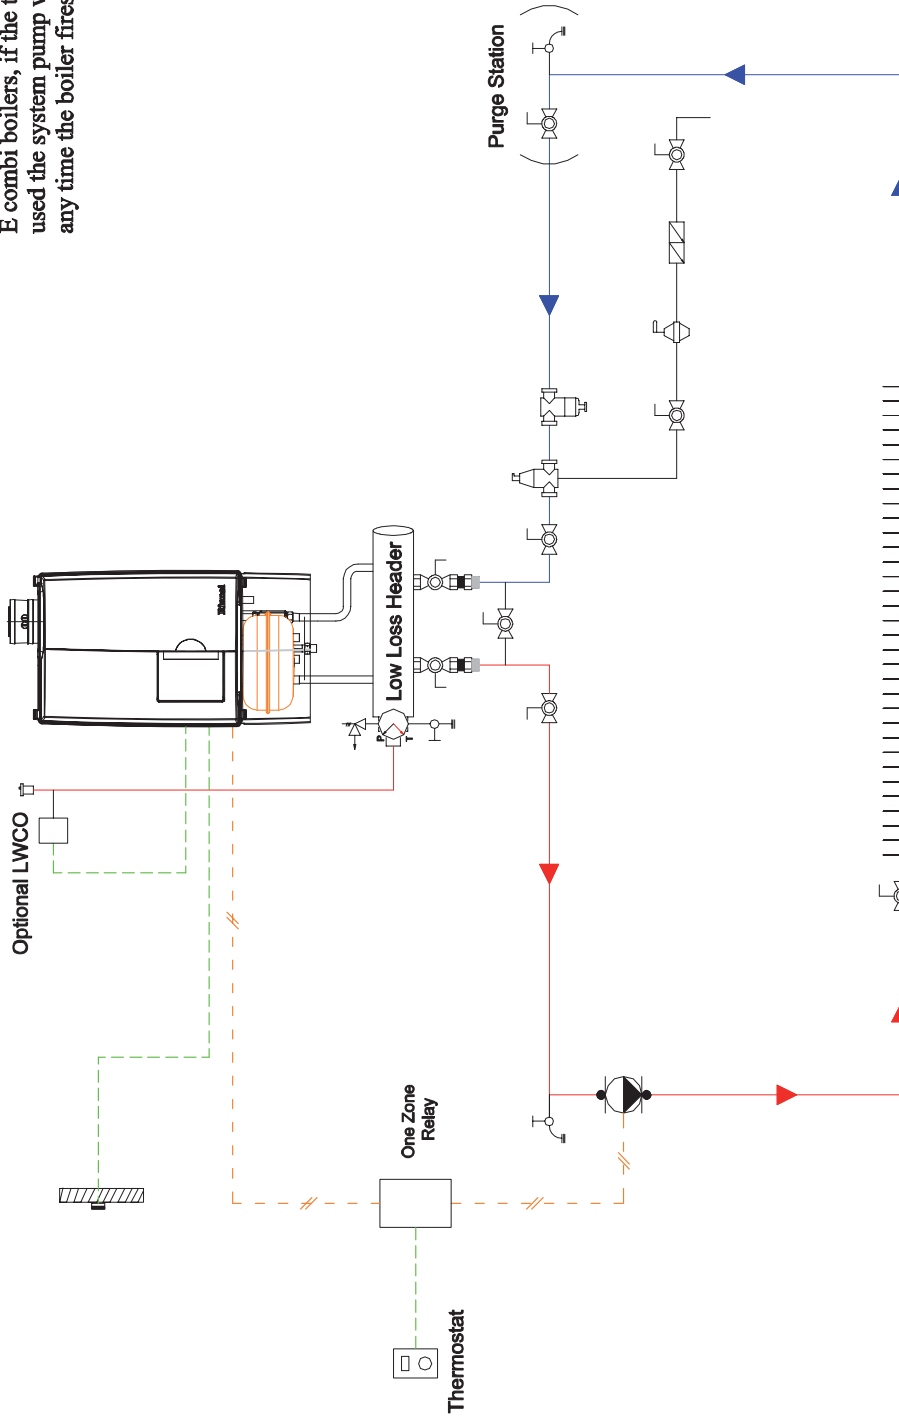 E combi boilers, if the t
used the system pump v
any time the boiler fires
Purge Station
Low Loss Header
P
T
Optional LWCO
One Zone
Relay
Thermostat